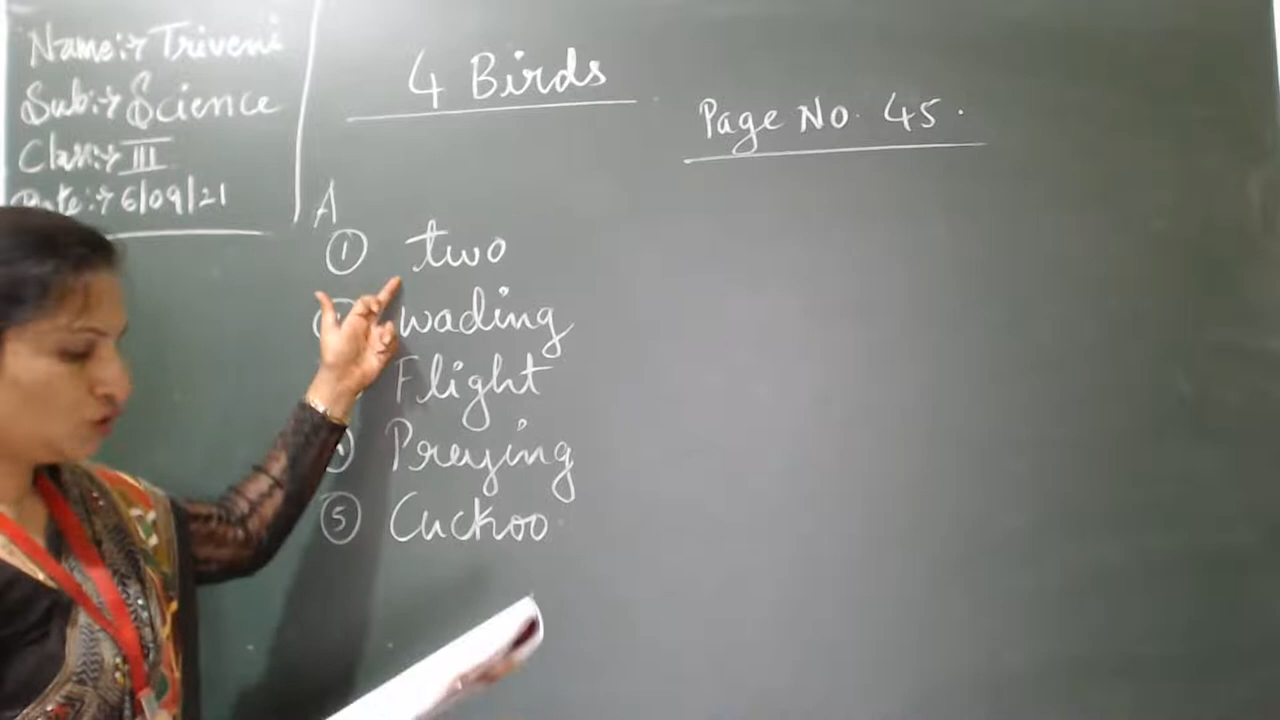 Name:→ Triveni
Sub:→ Science
Class:→ III
Date:→ 6/09/21
4 Birds
Page No. 45.
A
① two
wading
Flight
Preying
⑤ Cuckoo